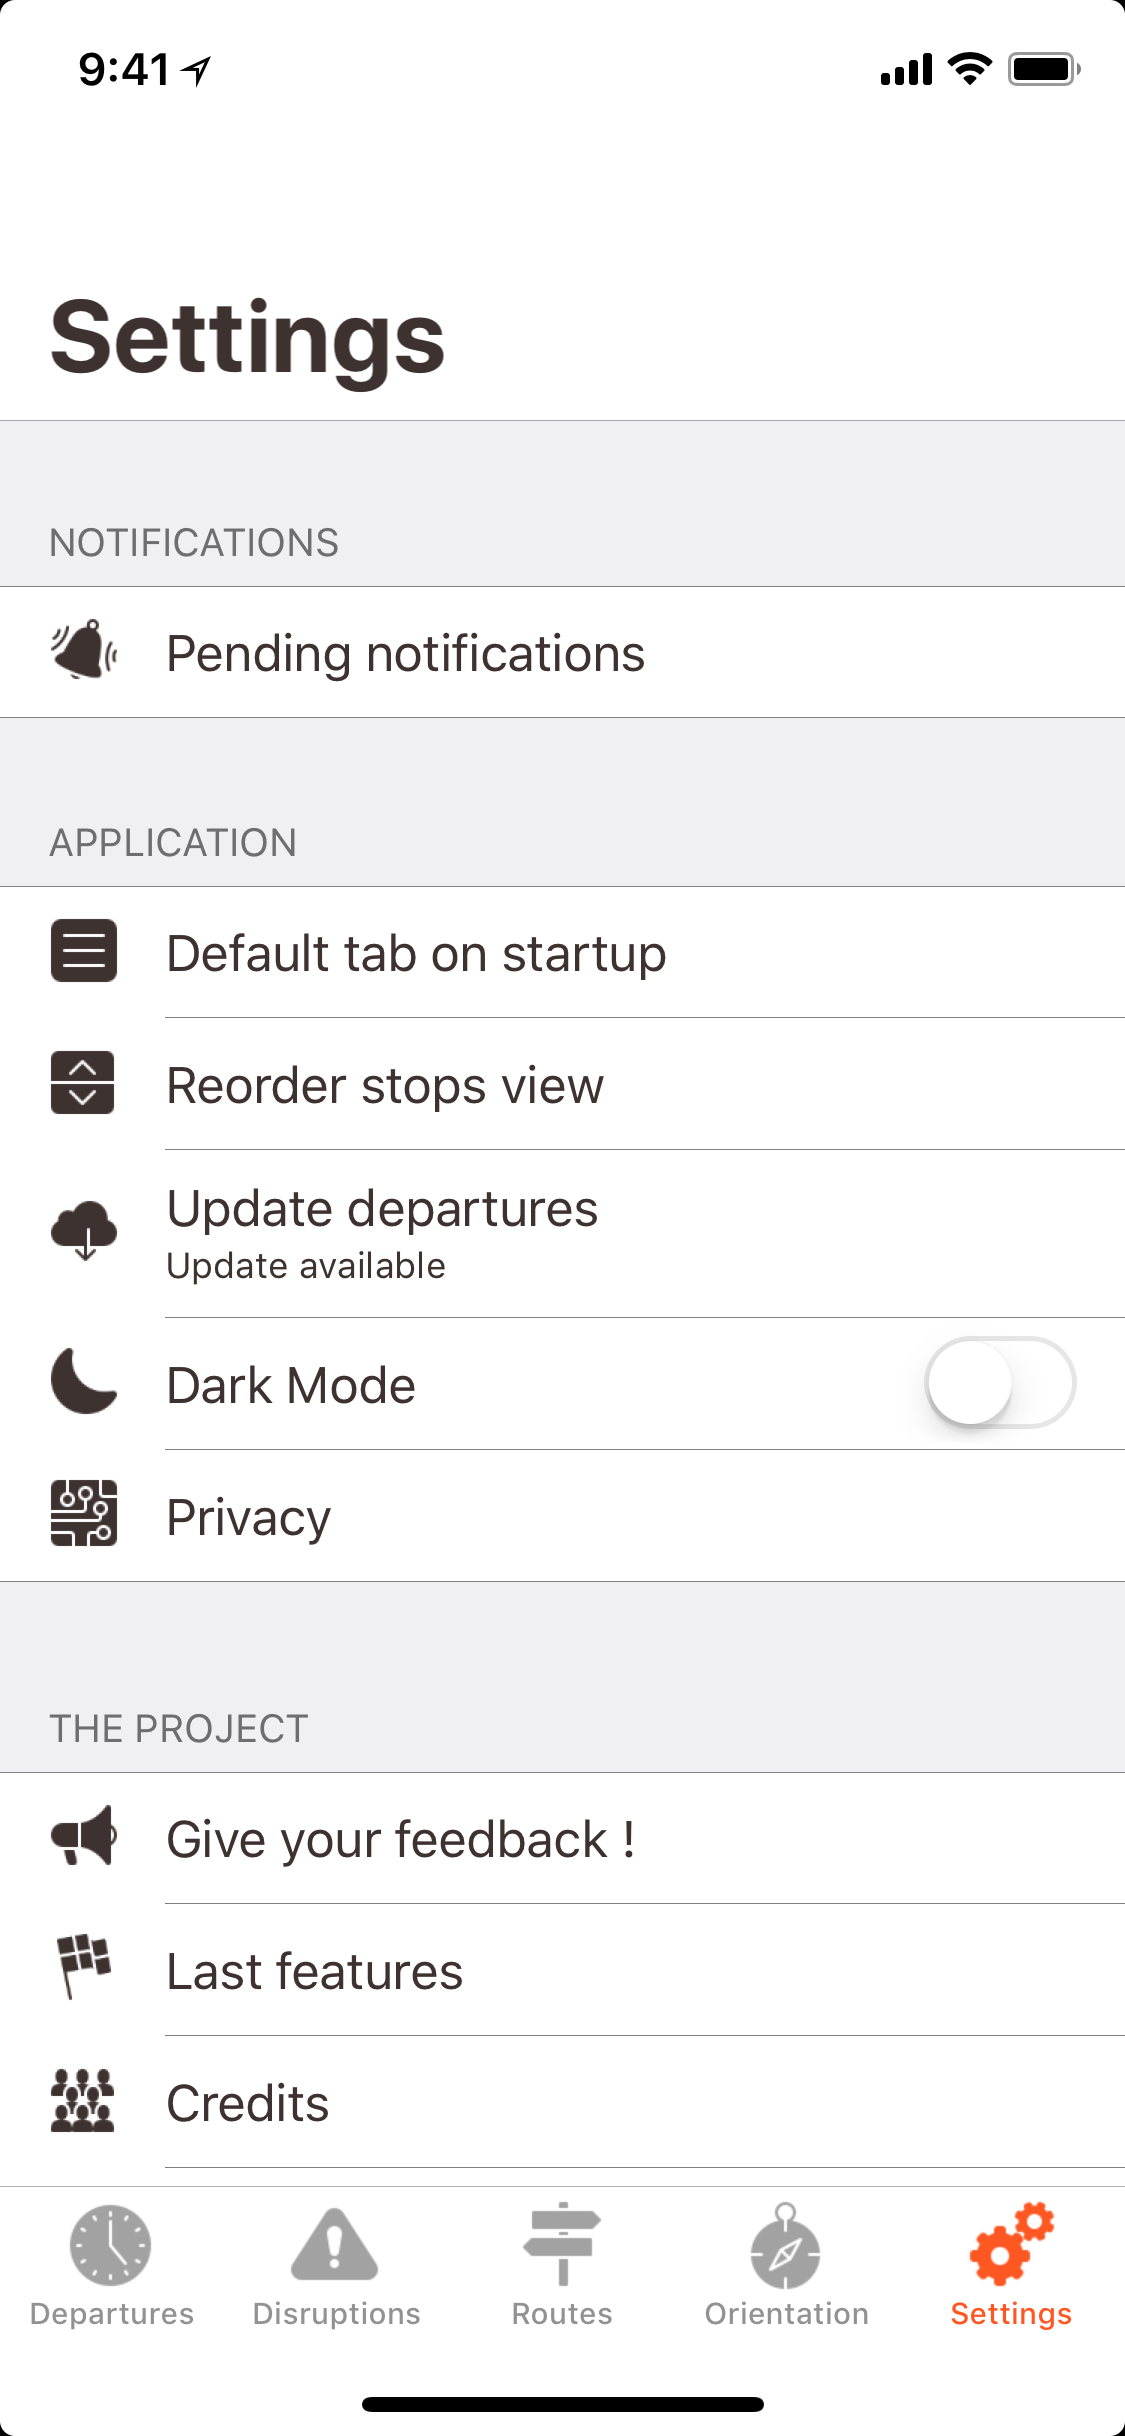 9:41
Settings
NOTIFICATIONS
Pending notifications
APPLICATION
Default tab on startup
Reorder stops view
Update departures
Update available
Dark Mode
Privacy
THE PROJECT
Give your feedback !
Last features
Credits
Departures
Disruptions
Routes
Orientation
Settings